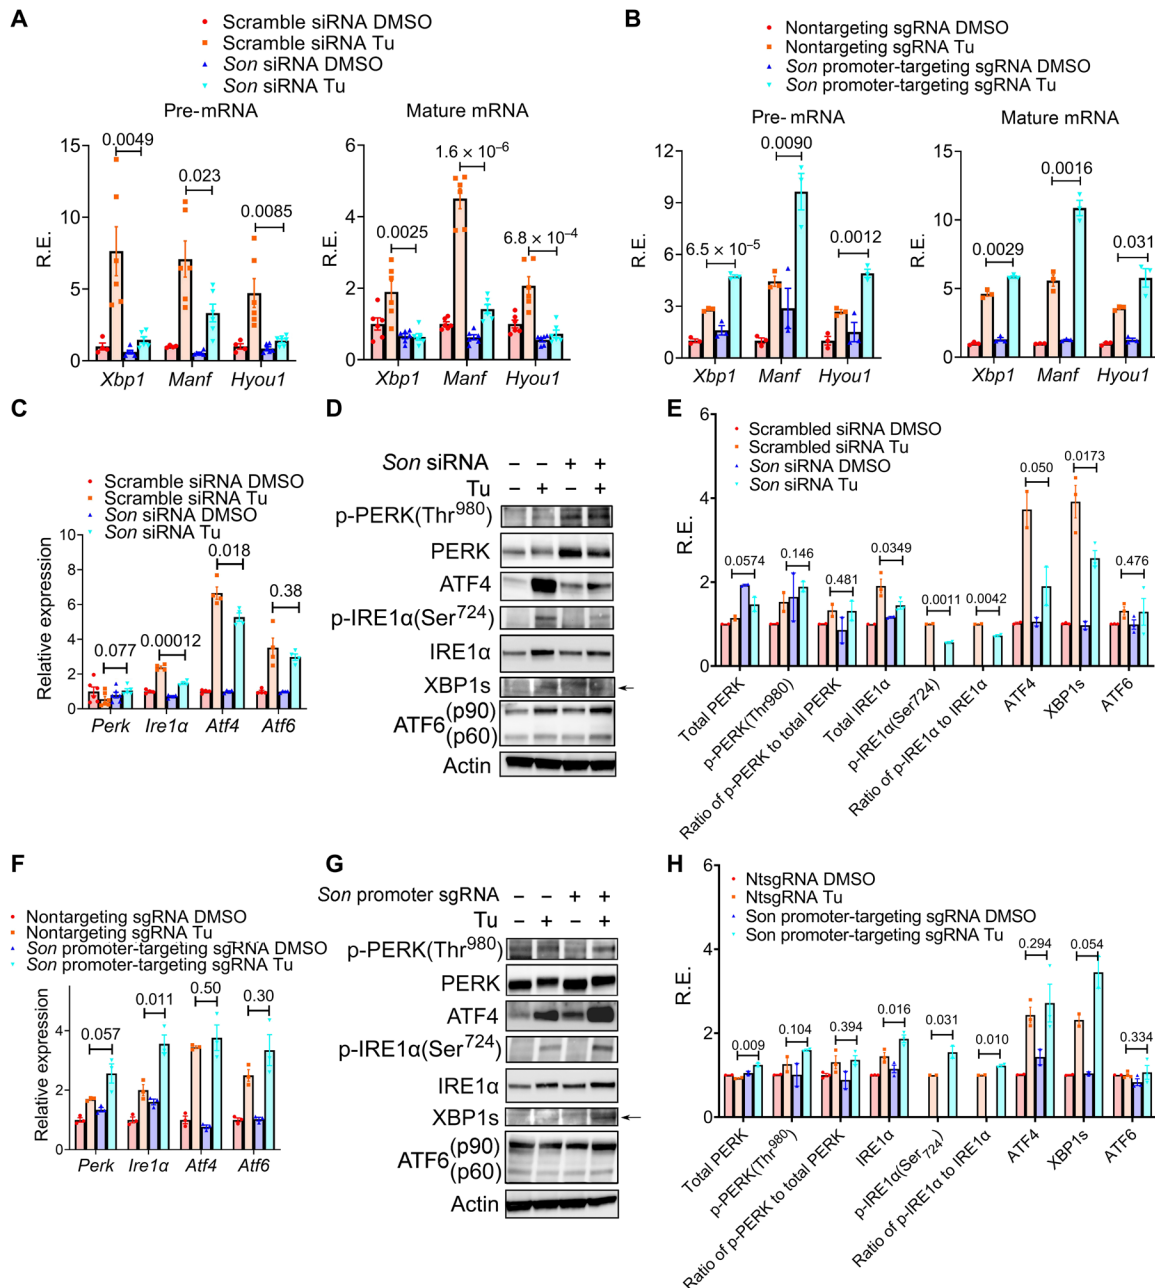 A
Scramble siRNA DMSO
Scramble siRNA Tu
Son siRNA DMSO
Son siRNA Tu
Pre-mRNA
Mature mRNA
R.E.
15
10
5
0
0.0049
0.023
0.0085
Xbp1 Manf Hyou1
R.E.
6
4
2
0
0.0025
1.6 × 10⁻⁶
6.8 × 10⁻⁴
Xbp1 Manf Hyou1
B
Nontargeting sgRNA DMSO
Nontargeting sgRNA Tu
Son promoter-targeting sgRNA DMSO
Son promoter-targeting sgRNA Tu
Pre- mRNA
Mature mRNA
R.E.
12
9
6
3
0
6.5 × 10⁻⁵
0.0090
0.0012
Xbp1 Manf Hyou1
R.E.
15
10
5
0
0.0029
0.0016
0.031
Xbp1 Manf Hyou1
C
Scramble siRNA DMSO
Scramble siRNA Tu
Son siRNA DMSO
Son siRNA Tu
Relative expression
10
8
6
4
2
0
0.077
0.00012
0.018
0.38
Perk Ire1α Atf4 Atf6
D
Son siRNA – – + +
Tu – + – +
p-PERK(Thr⁹⁸⁰)
PERK
ATF4
p-IRE1α(Ser⁷²⁴)
IRE1α
XBP1s
ATF6 (p90)
(p60)
Actin
E
Scrambled siRNA DMSO
Scrambled siRNA Tu
Son siRNA DMSO
Son siRNA Tu
R.E.
6
4
2
0
0.0574
0.146
0.481
0.0349
0.0011
0.0042
0.050
0.0173
0.476
Total PERK
p-PERK(Thr980)
Ratio of p-PERK to total PERK
Total IRE1α
p-IRE1α(Ser724)
Ratio of p-IRE1α to IRE1α
ATF4
XBP1s
ATF6
F
Nontargeting sgRNA DMSO
Nontargeting sgRNA Tu
Son promoter-targeting sgRNA DMSO
Son promoter-targeting sgRNA Tu
Relative expression
4
2
0
0.057
0.011
0.50
0.30
Perk Ire1α Atf4 Atf6
G
Son promoter sgRNA – – + +
Tu – + – +
p-PERK(Thr⁹⁸⁰)
PERK
ATF4
p-IRE1α(Ser⁷²⁴)
IRE1α
XBP1s
ATF6 (p90)
(p60)
Actin
H
NtsgRNA DMSO
NtsgRNA Tu
Son promoter-targeting sgRNA DMSO
Son promoter-targeting sgRNA Tu
R.E.
6
4
2
0
0.009
0.104
0.394
0.016
0.031
0.010
0.294
0.054
0.334
Total PERK
p-PERK(Thr⁹⁸⁰)
Ratio of p-PERK to total PERK
IRE1α
p-IRE1α(Ser₇₂₄)
Ratio of p-IRE1α to IRE1α
ATF4
XBP1s
ATF6